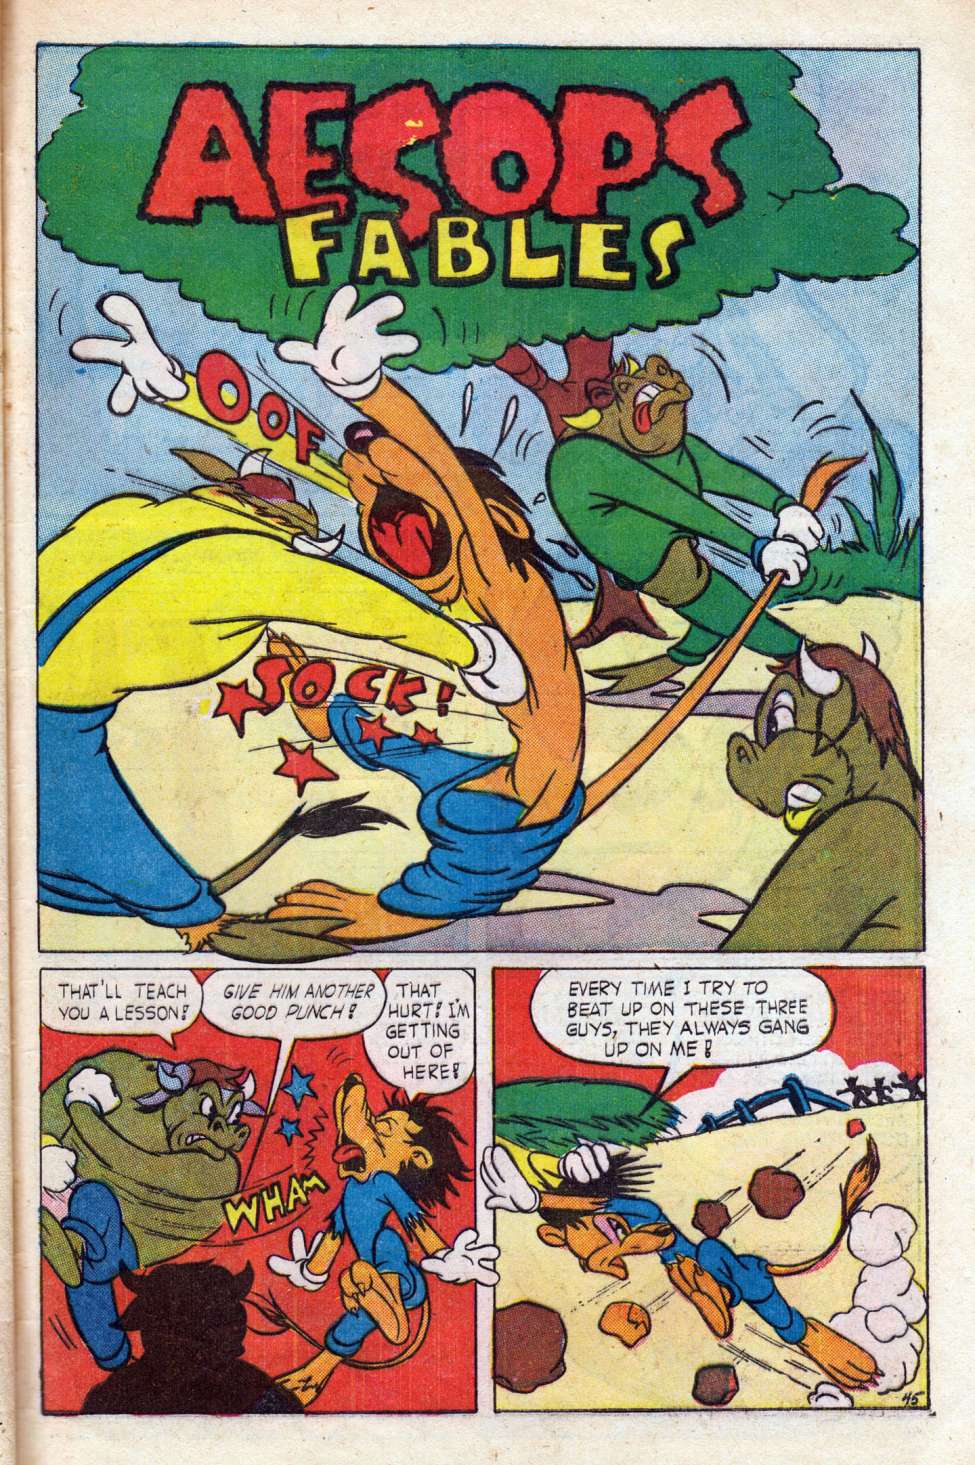 AESOPS
FABLES
OOF
SOCK!
THAT'LL TEACH
YOU A LESSON!
GIVE HIM ANOTHER
GOOD PUNCH!
THAT
HURT! I'M
GETTING
OUT OF
HERE!
WHAM
EVERY TIME I TRY TO
BEAT UP ON THESE THREE
GUYS, THEY ALWAYS GANG
UP ON ME!
45